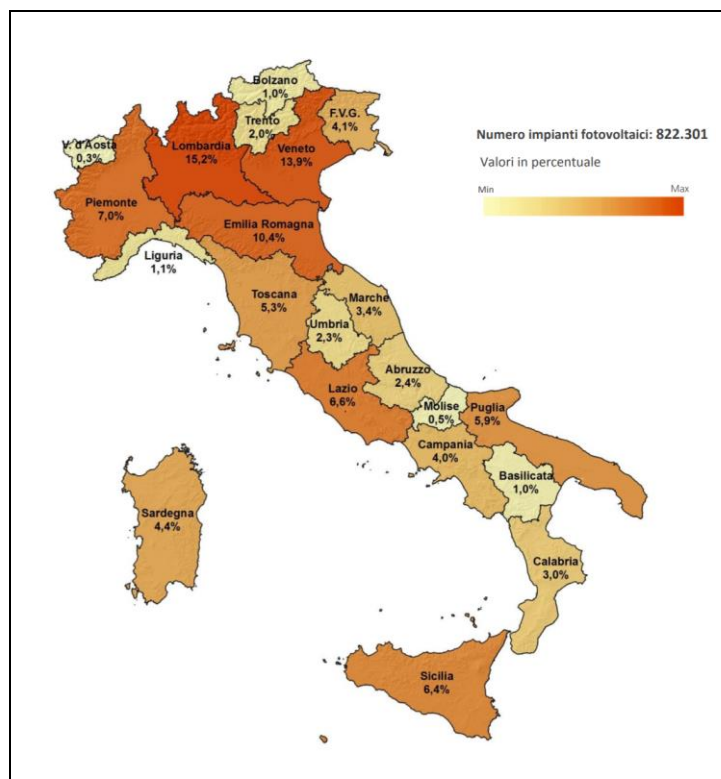 Numero impianti fotovoltaici: 822.301
Valori in percentuale
Min
Max
Bolzano
1,0%
Trento
2,0%
F.V.G.
4,1%
V. d'Aosta
0,3%
Lombardia
15,2%
Veneto
13,9%
Piemonte
7,0%
Emilia Romagna
10,4%
Liguria
1,1%
Toscana
5,3%
Marche
3,4%
Umbria
2,3%
Abruzzo
2,4%
Lazio
6,6%
Molise
0,5%
Puglia
5,9%
Campania
4,0%
Basilicata
1,0%
Sardegna
4,4%
Calabria
3,0%
Sicilia
6,4%